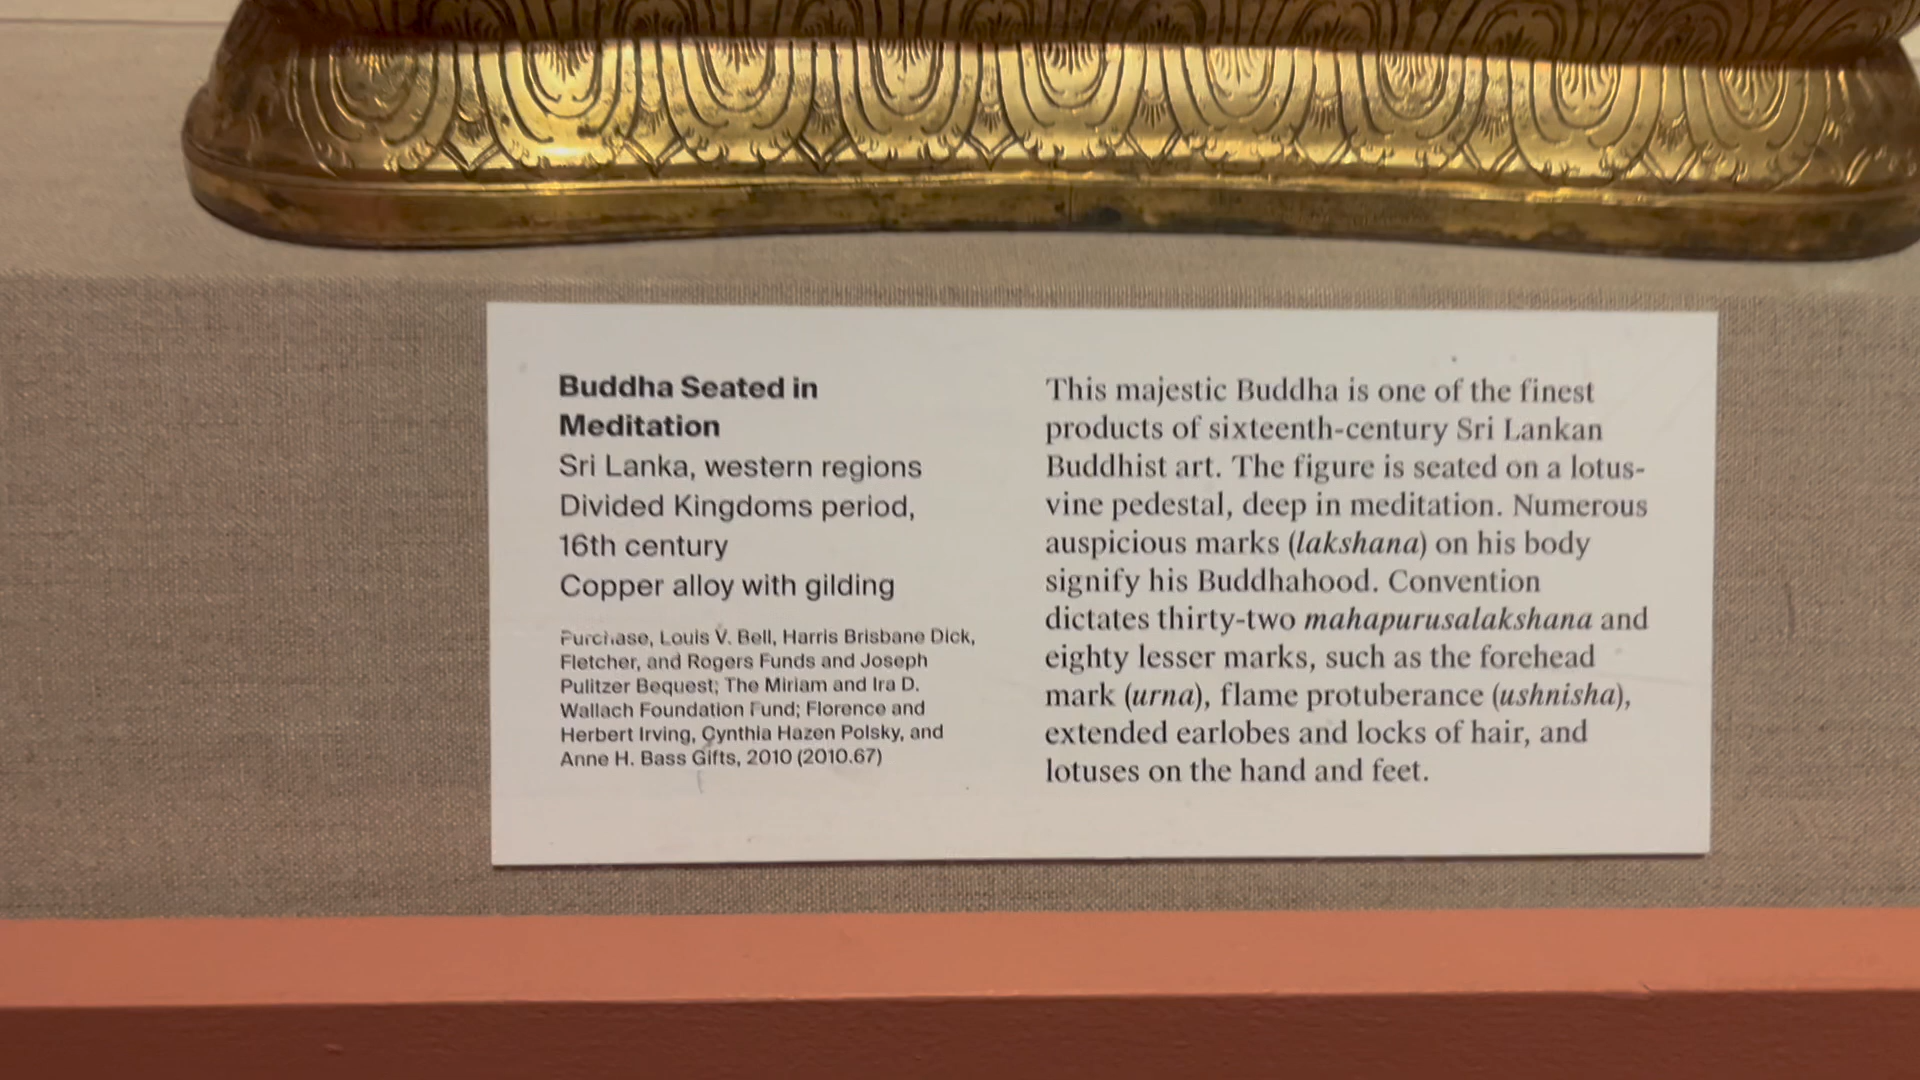 Buddha Seated in
Meditation
Sri Lanka, western regions
Divided Kingdoms period,
16th century
Copper alloy with gilding
Purchase, Louis V. Bell, Harris Brisbane Dick,
Fletcher, and Rogers Funds and Joseph
Pulitzer Bequest; The Miriam and Ira D.
Wallach Foundation Fund; Florence and
Herbert Irving, Cynthia Hazen Polsky, and
Anne H. Bass Gifts, 2010 (2010.67)
This majestic Buddha is one of the finest
products of sixteenth-century Sri Lankan
Buddhist art. The figure is seated on a lotus-
vine pedestal, deep in meditation. Numerous
auspicious marks (lakshana) on his body
signify his Buddhahood. Convention
dictates thirty-two mahapurusalakshana and
eighty lesser marks, such as the forehead
mark (urna), flame protuberance (ushnisha),
extended earlobes and locks of hair, and
lotuses on the hand and feet.